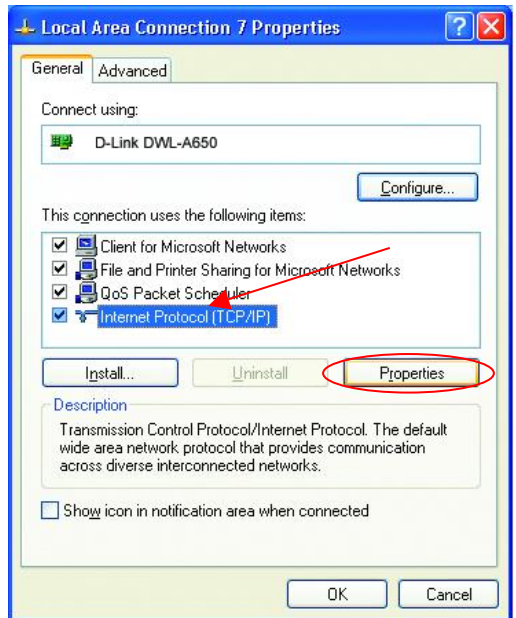 Local Area Connection 7 Properties
General Advanced
Connect using:
D-Link DWL-A650
Configure...
This connection uses the following items:
Client for Microsoft Networks
File and Printer Sharing for Microsoft Networks
QoS Packet Scheduler
Internet Protocol (TCP/IP)
Install... Uninstall Properties
Description
Transmission Control Protocol/Internet Protocol. The default
wide area network protocol that provides communication
across diverse interconnected networks.
Show icon in notification area when connected
OK Cancel